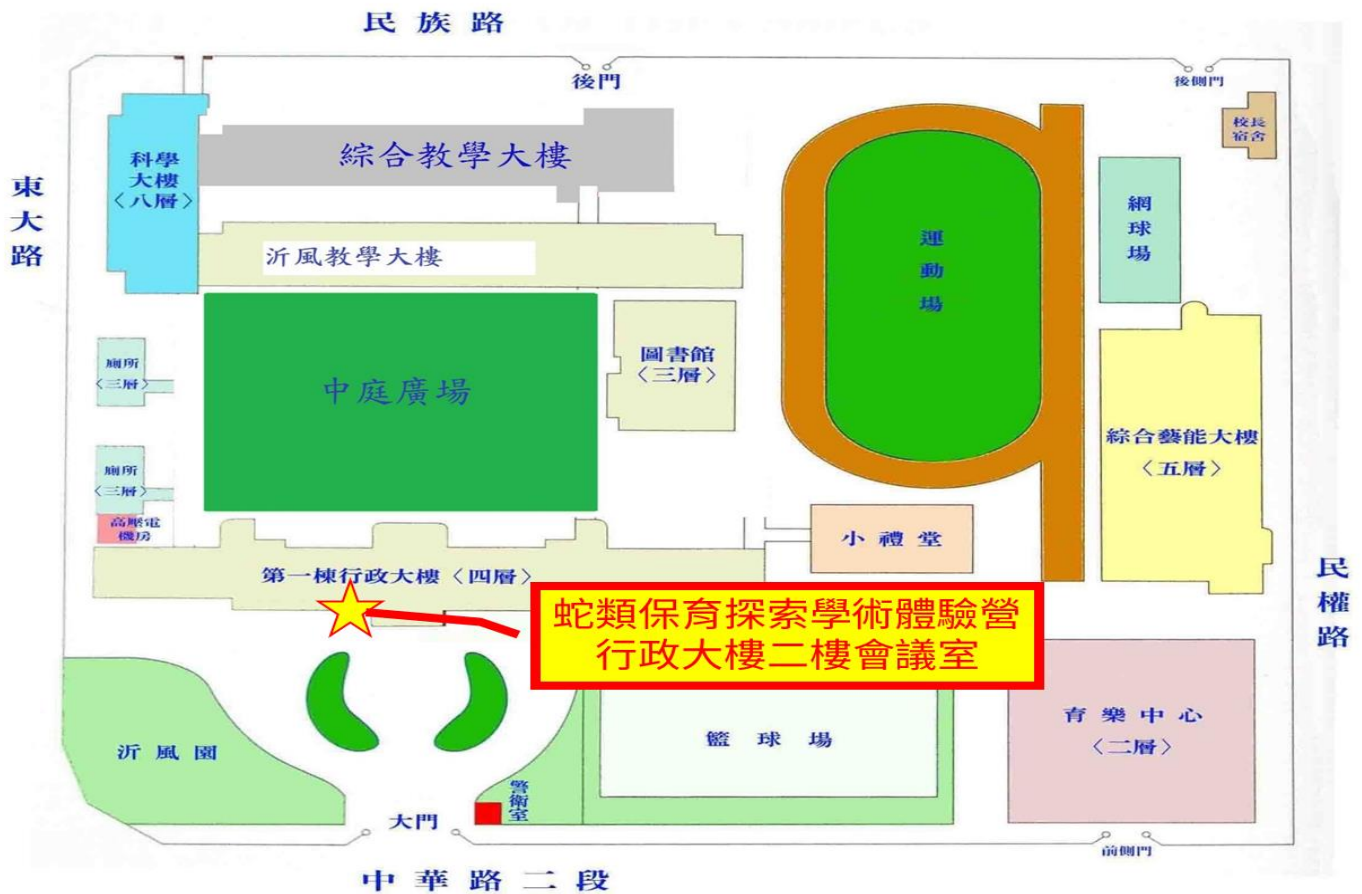 民族路
後門
後側門
校長
宿舍
科學
大樓
〈八層〉
綜合教學大樓
東大路
網球場
沂風教學大樓
運動場
廁所
〈三層〉
圖書館
〈三層〉
中庭廣場
綜合藝能大樓
〈五層〉
廁所
〈三層〉
高壓電
機房
小禮堂
第一棟行政大樓〈四層〉
民權路
蛇類保育探索學術體驗營
行政大樓二樓會議室
育樂中心
〈二層〉
沂風園
籃球場
警衛室
大門
前側門
中華路二段